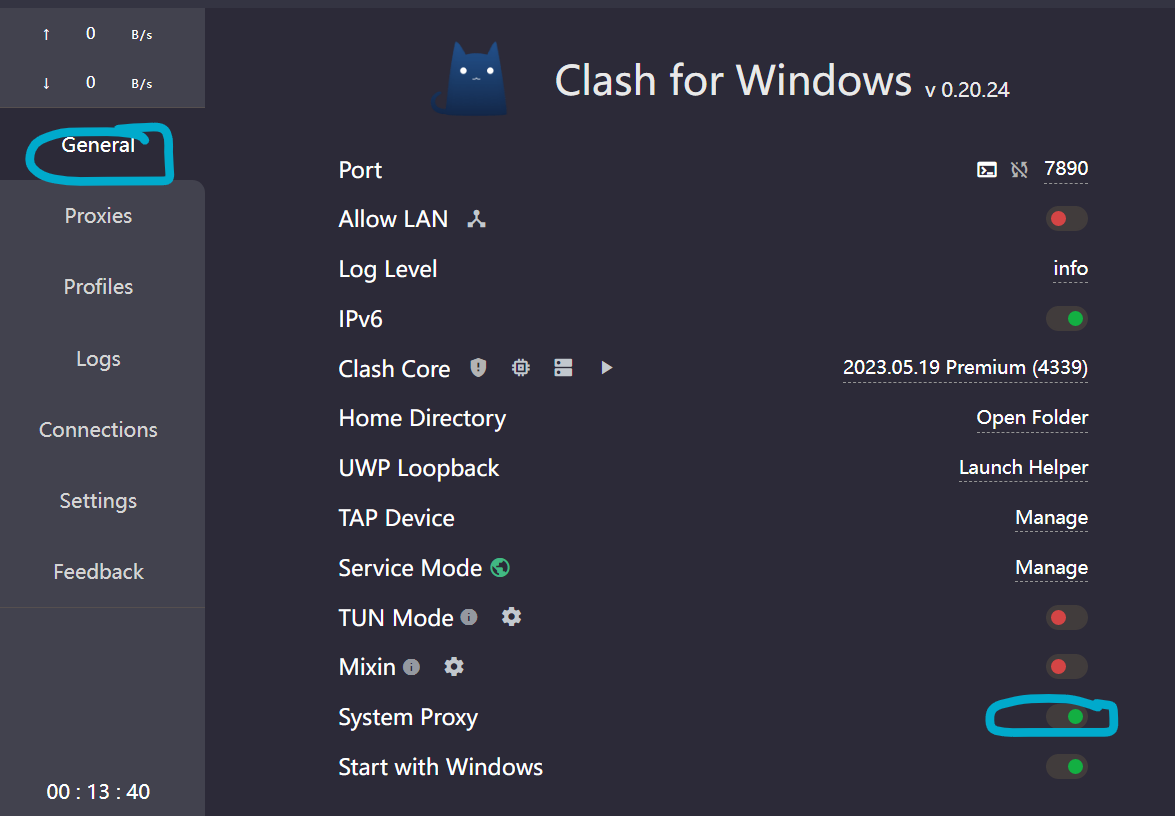 ↑ 0 B/s
↓ 0 B/s
General
Proxies
Profiles
Logs
Connections
Settings
Feedback
00 : 13 : 40
Clash for Windows v 0.20.24
Port 7890
Allow LAN
Log Level info
IPv6
Clash Core 2023.05.19 Premium (4339)
Home Directory Open Folder
UWP Loopback Launch Helper
TAP Device Manage
Service Mode Manage
TUN Mode
Mixin
System Proxy
Start with Windows